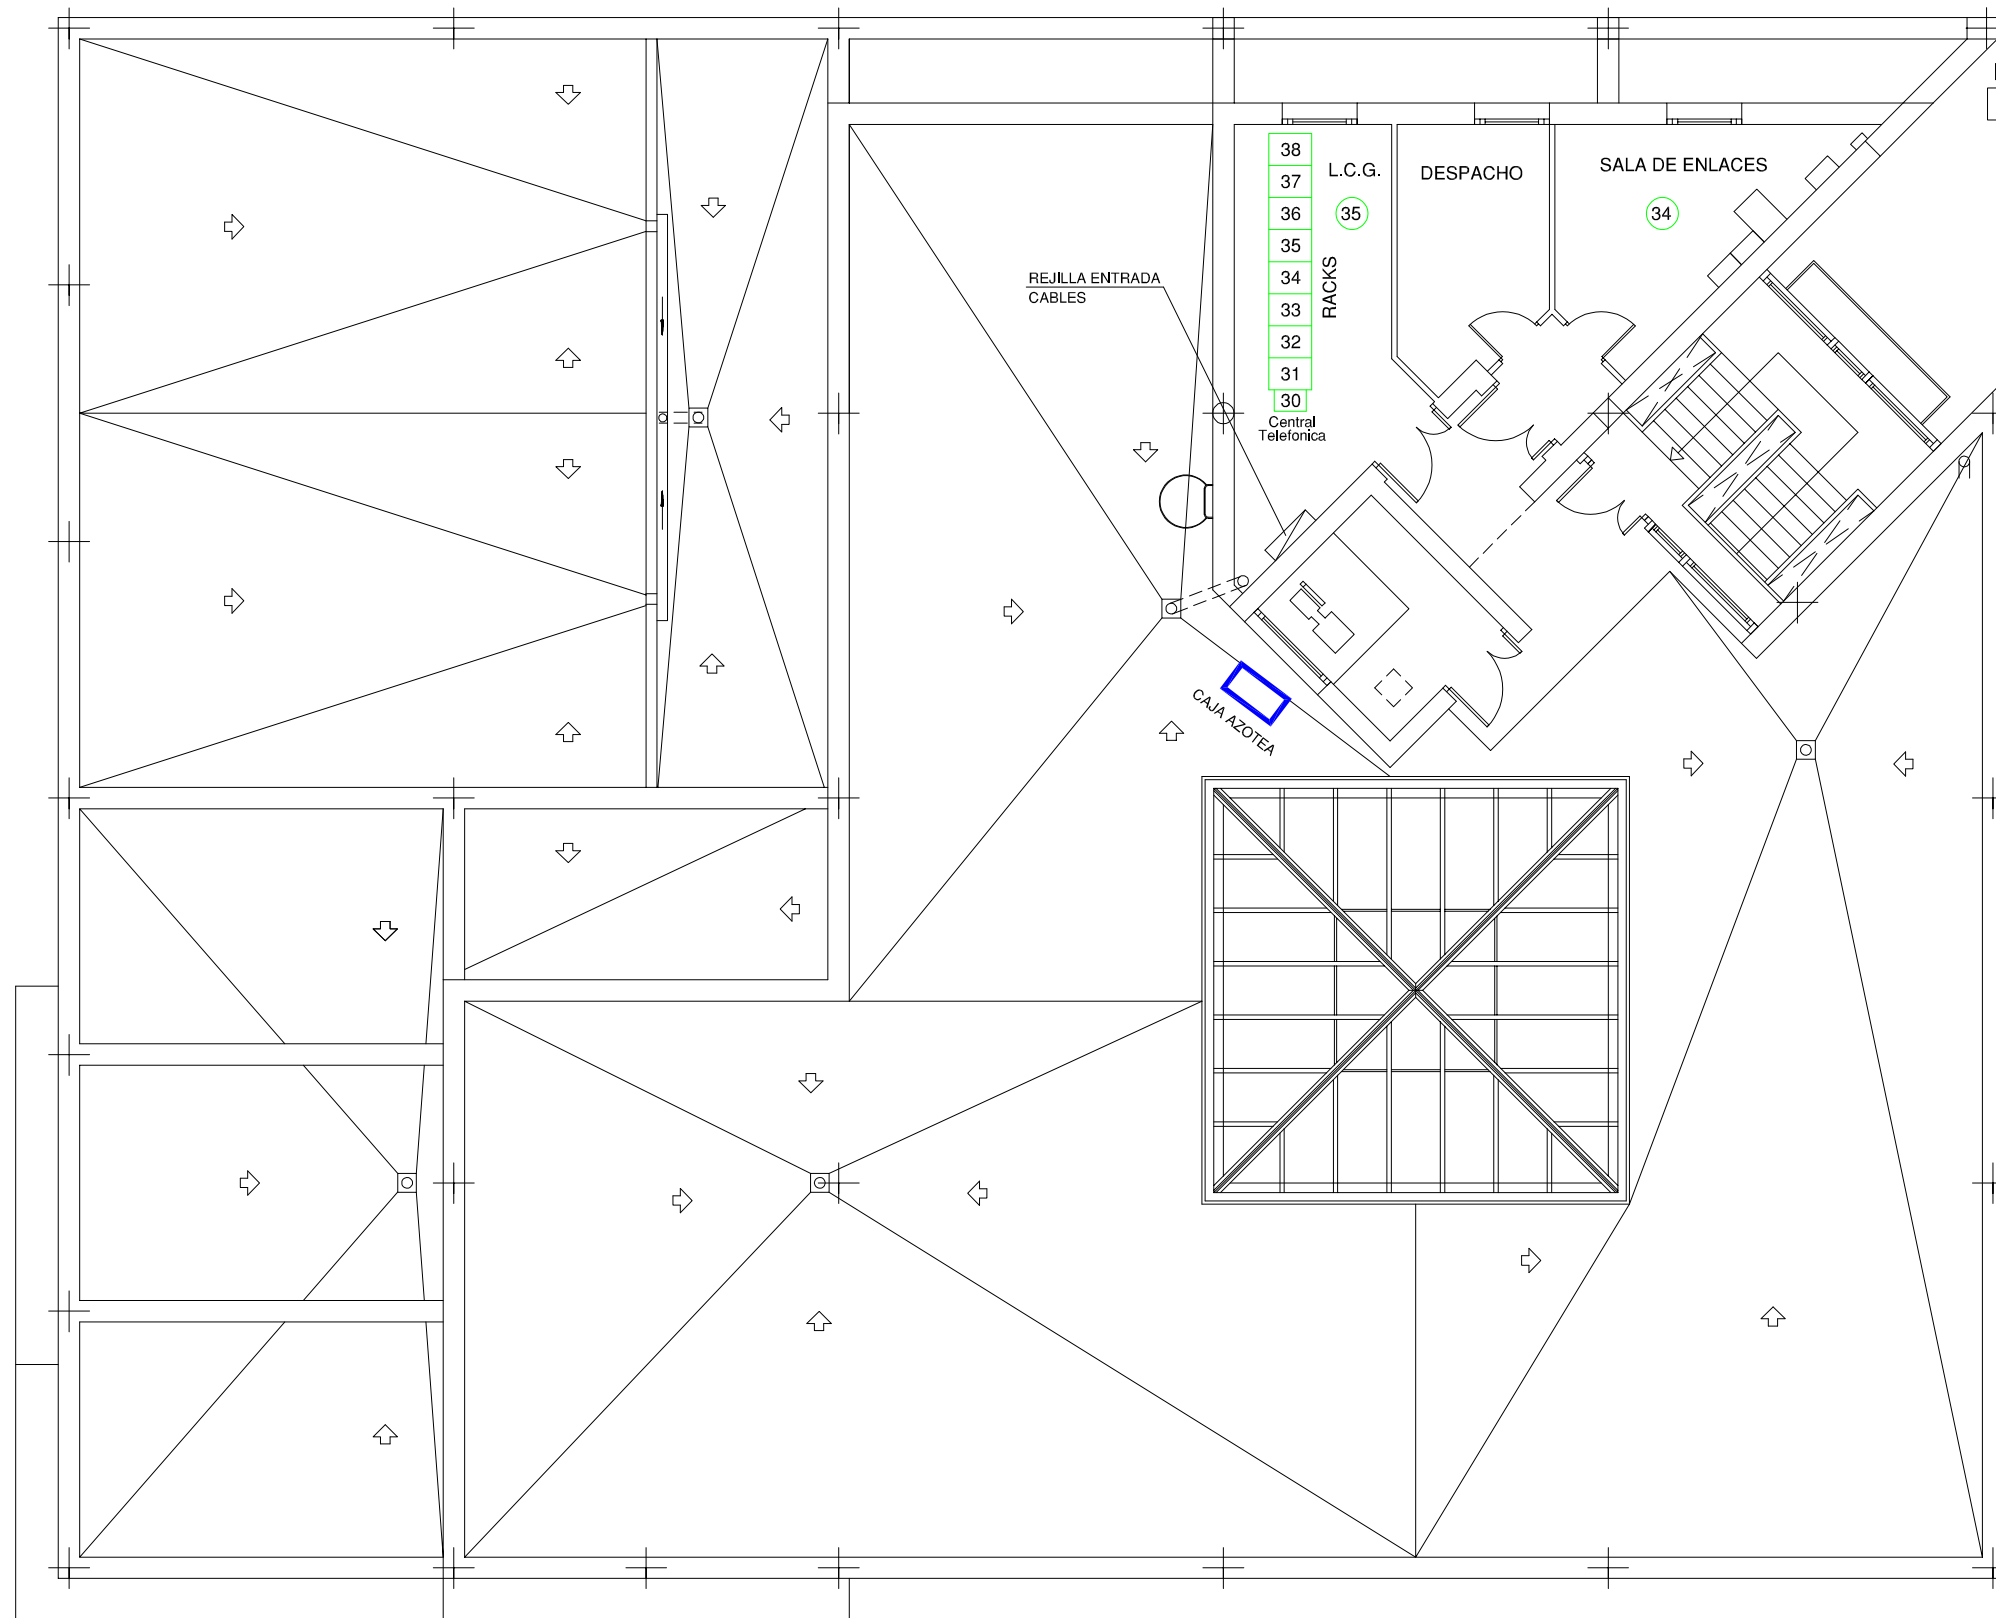 38
37
36
35
34
33
32
31
30
Central
Telefonica
RACKS
L.C.G.
35
DESPACHO
SALA DE ENLACES
34
REJILLA ENTRADA
CABLES
CAJA AZOTEA